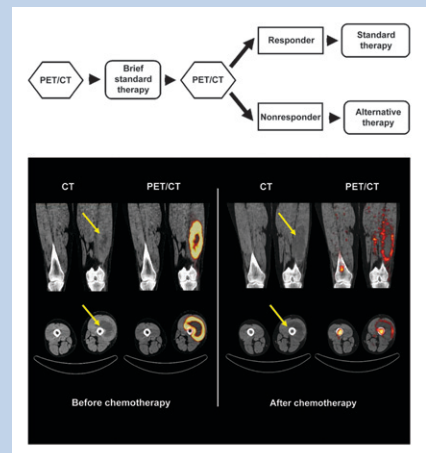 Responder
Standard
therapy
PET/CT
Brief
standard
therapy
PET/CT
Nonresponder
Alternative
therapy
CT
PET/CT
CT
PET/CT
Before chemotherapy
After chemotherapy